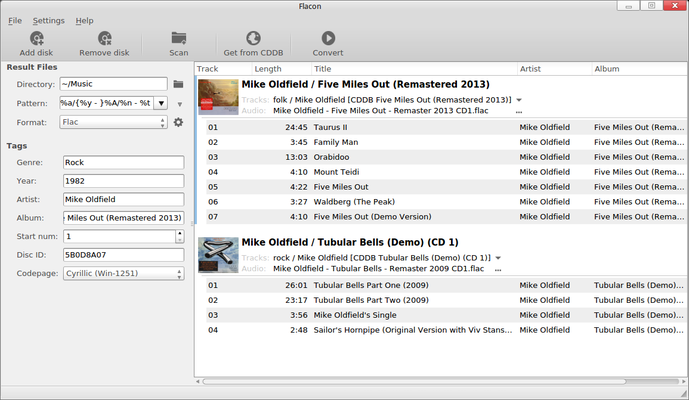 Flacon
File Settings Help
Add disk Remove disk Scan Get from CDDB Convert
Result Files
Directory: ~/Music
Pattern: %a/{%y - }%A/%n - %t
Format: Flac
Tags
Genre: Rock
Year: 1982
Artist: Mike Oldfield
Album: Miles Out (Remastered 2013)
Start num: 1
Disc ID: 5B0D8A07
Codepage: Cyrillic (Win-1251)
Track Length Title Artist Album
Mike Oldfield / Five Miles Out (Remastered 2013)
Tracks: folk / Mike Oldfield [CDDB Five Miles Out (Remastered 2013)]
Audio: Mike Oldfield - Five Miles Out - Remaster 2013 CD1.flac ...
01 24:45 Taurus II Mike Oldfield Five Miles Out (Rema...
02 3:45 Family Man Mike Oldfield Five Miles Out (Rema...
03 13:03 Orabidoo Mike Oldfield Five Miles Out (Rema...
04 4:10 Mount Teidi Mike Oldfield Five Miles Out (Rema...
05 4:22 Five Miles Out Mike Oldfield Five Miles Out (Rema...
06 3:27 Waldberg (The Peak) Mike Oldfield Five Miles Out (Rema...
07 4:10 Five Miles Out (Demo Version) Mike Oldfield Five Miles Out (Rema...
Mike Oldfield / Tubular Bells (Demo) (CD 1)
Tracks: rock / Mike Oldfield [CDDB Tubular Bells (Demo) (CD 1)]
Audio: Mike Oldfield - Tubular Bells - Remaster 2009 CD1.flac ...
01 26:01 Tubular Bells Part One (2009) Mike Oldfield Tubular Bells (Demo)...
02 23:17 Tubular Bells Part Two (2009) Mike Oldfield Tubular Bells (Demo)...
03 3:56 Mike Oldfield's Single Mike Oldfield Tubular Bells (Demo)...
04 2:48 Sailor's Hornpipe (Original Version with Viv Stans... Mike Oldfield Tubular Bells (Demo)...